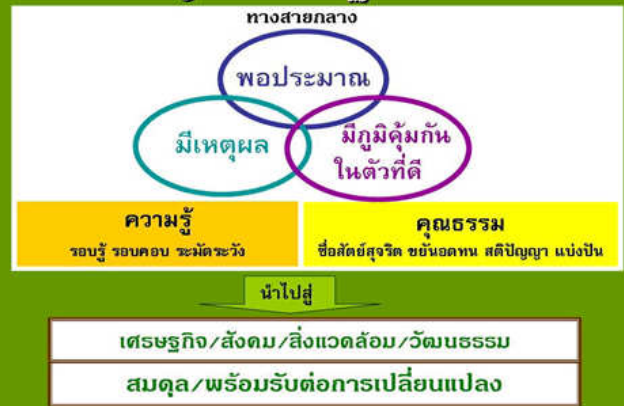 ทางสายกลาง
พอประมาณ
มีเหตุผล
มีภูมิคุ้มกัน
ในตัวที่ดี
ความรู้
รอบรู้ รอบคอบ ระมัดระวัง
คุณธรรม
ซื่อสัตย์สุจริต ขยันอดทน สติปัญญา แบ่งปัน
นำไปสู่
เศรษฐกิจ/สังคม/สิ่งแวดล้อม/วัฒนธรรม
สมดุล/พร้อมรับต่อการเปลี่ยนแปลง